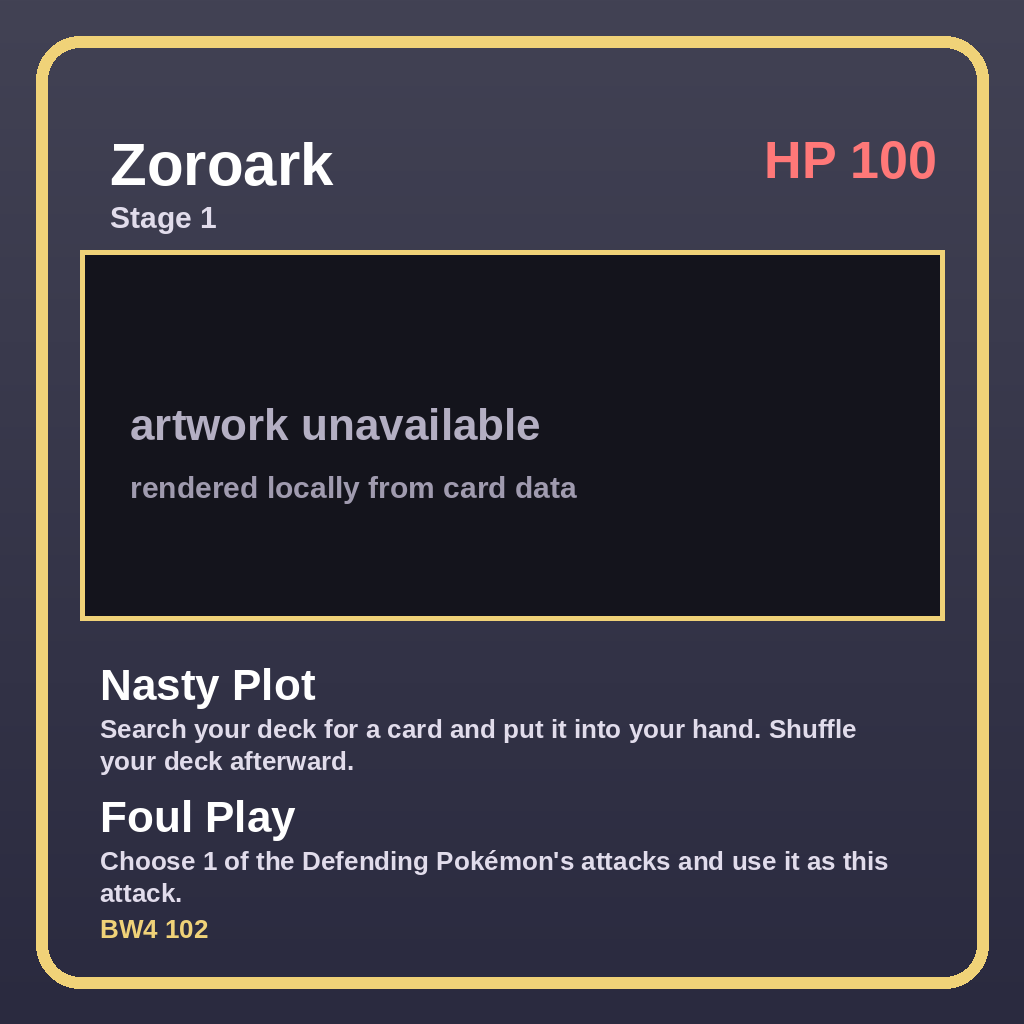 Zoroark
HP 100
Stage 1
artwork unavailable
rendered locally from card data
Nasty Plot
Search your deck for a card and put it into your hand. Shuffle
your deck afterward.
Foul Play
Choose 1 of the Defending Pokémon's attacks and use it as this
attack.
BW4 102